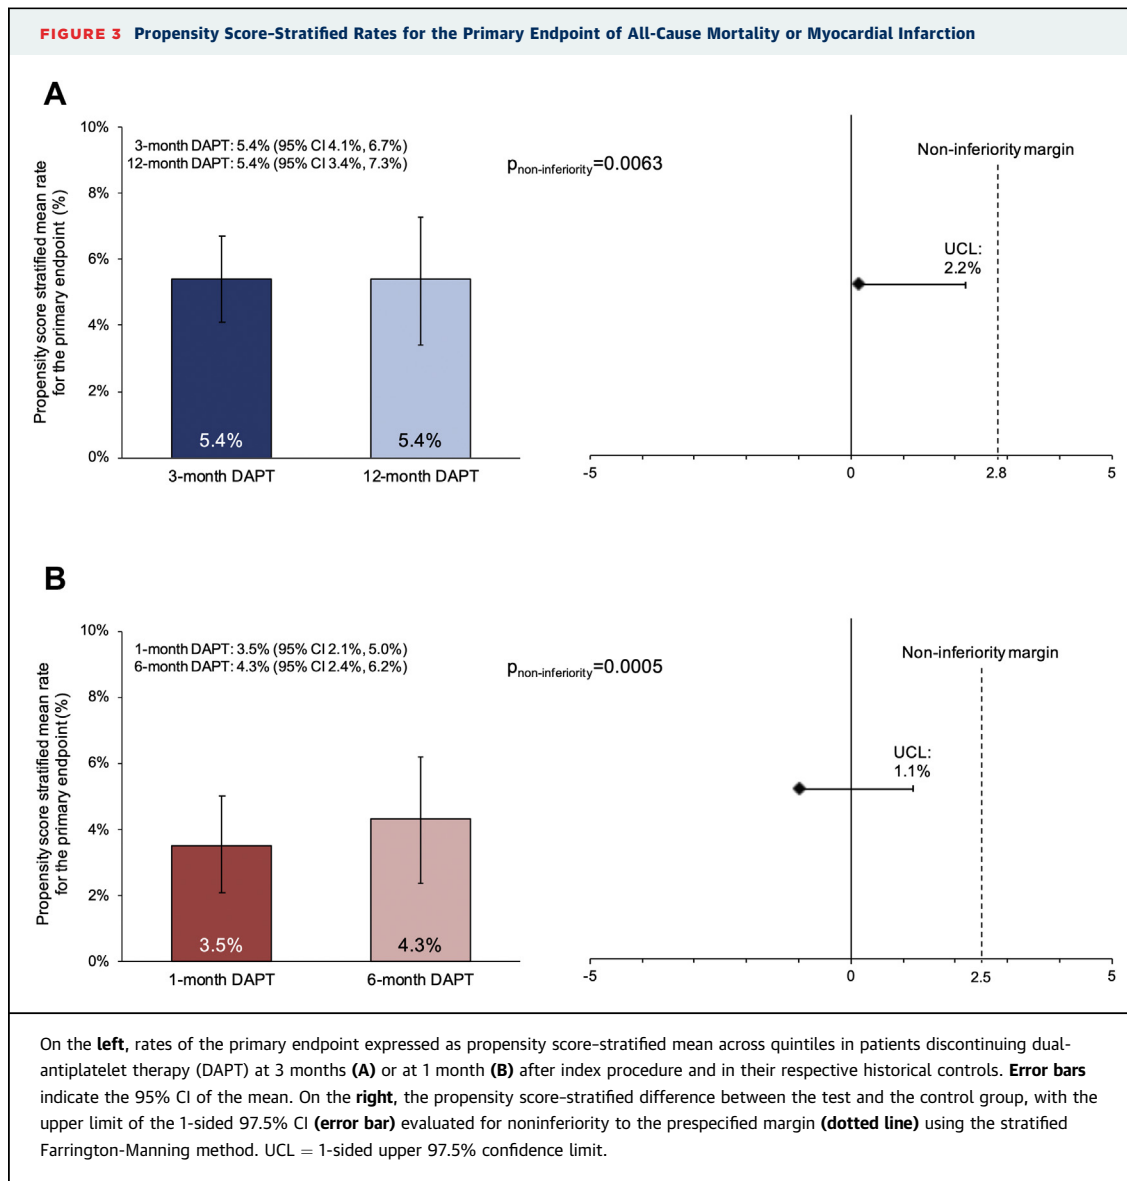 FIGURE 3 Propensity Score-Stratified Rates for the Primary Endpoint of All-Cause Mortality or Myocardial Infarction
A
Propensity score stratified mean rate
for the primary endpoint (%)
10%
8%
6%
4%
2%
0%
3-month DAPT: 5.4% (95% CI 4.1%, 6.7%)
12-month DAPT: 5.4% (95% CI 3.4%, 7.3%)
5.4%
5.4%
3-month DAPT
12-month DAPT
pnon-inferiority=0.0063
Non-inferiority margin
UCL:
2.2%
-5
0
2.8
5
B
Propensity score stratified mean rate
for the primary endpoint (%)
10%
8%
6%
4%
2%
0%
1-month DAPT: 3.5% (95% CI 2.1%, 5.0%)
6-month DAPT: 4.3% (95% CI 2.4%, 6.2%)
3.5%
4.3%
1-month DAPT
6-month DAPT
pnon-inferiority=0.0005
Non-inferiority margin
UCL:
1.1%
-5
0
2.5
5
On the left, rates of the primary endpoint expressed as propensity score-stratified mean across quintiles in patients discontinuing dual-
antiplatelet therapy (DAPT) at 3 months (A) or at 1 month (B) after index procedure and in their respective historical controls. Error bars
indicate the 95% CI of the mean. On the right, the propensity score-stratified difference between the test and the control group, with the
upper limit of the 1-sided 97.5% CI (error bar) evaluated for noninferiority to the prespecified margin (dotted line) using the stratified
Farrington-Manning method. UCL = 1-sided upper 97.5% confidence limit.